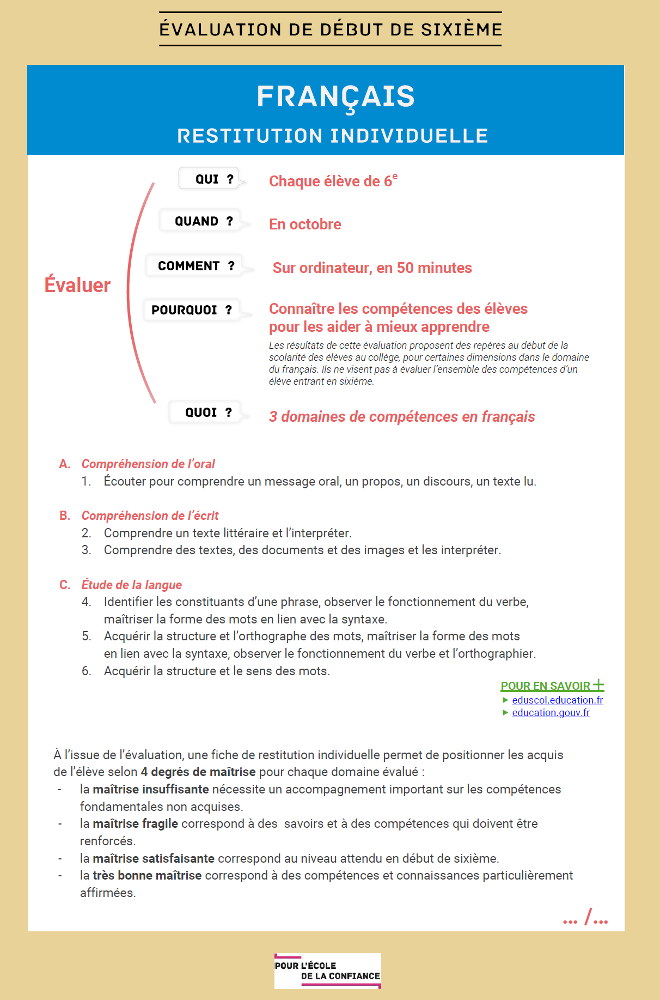 ÉVALUATION DE DÉBUT DE SIXIÈME
FRANÇAIS
RESTITUTION INDIVIDUELLE
Évaluer
QUI ?
Chaque élève de 6e
QUAND ?
En octobre
COMMENT ?
Sur ordinateur, en 50 minutes
POURQUOI ?
Connaître les compétences des élèves
pour les aider à mieux apprendre
Les résultats de cette évaluation proposent des repères au début de la
scolarité des élèves au collège, pour certaines dimensions dans le domaine
du français. Ils ne visent pas à évaluer l'ensemble des compétences d'un
élève entrant en sixième.
QUOI ?
3 domaines de compétences en français
A. Compréhension de l'oral
1. Écouter pour comprendre un message oral, un propos, un discours, un texte lu.
B. Compréhension de l'écrit
2. Comprendre un texte littéraire et l'interpréter.
3. Comprendre des textes, des documents et des images et les interpréter.
C. Étude de la langue
4. Identifier les constituants d'une phrase, observer le fonctionnement du verbe,
maîtriser la forme des mots en lien avec la syntaxe.
5. Acquérir la structure et l'orthographe des mots, maîtriser la forme des mots
en lien avec la syntaxe, observer le fonctionnement du verbe et l'orthographier.
6. Acquérir la structure et le sens des mots.
POUR EN SAVOIR +
eduscol.education.fr
education.gouv.fr
À l'issue de l'évaluation, une fiche de restitution individuelle permet de positionner les acquis
de l'élève selon 4 degrés de maîtrise pour chaque domaine évalué :
- la maîtrise insuffisante nécessite un accompagnement important sur les compétences
fondamentales non acquises.
- la maîtrise fragile correspond à des savoirs et à des compétences qui doivent être
renforcés.
- la maîtrise satisfaisante correspond au niveau attendu en début de sixième.
- la très bonne maîtrise correspond à des compétences et connaissances particulièrement
affirmées.
... /...
POUR L'ÉCOLE
DE LA CONFIANCE